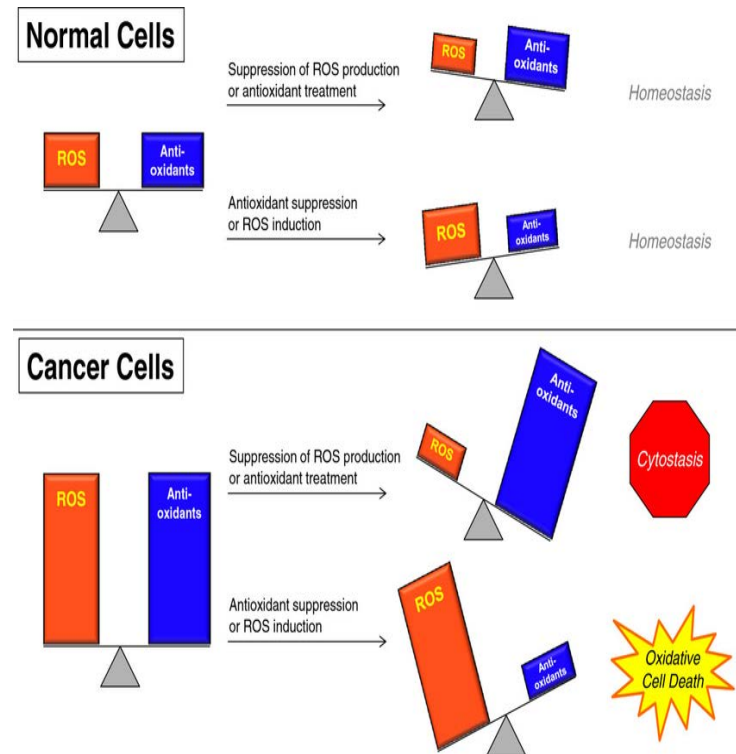 Normal Cells
ROS
Anti-
oxidants
Suppression of ROS production
or antioxidant treatment
ROS
Anti-
oxidants
Homeostasis
Antioxidant suppression
or ROS induction
ROS
Anti-
oxidants
Homeostasis
Cancer Cells
ROS
Anti-
oxidants
Suppression of ROS production
or antioxidant treatment
ROS
Anti-
oxidants
Cytostasis
Antioxidant suppression
or ROS induction
ROS
Anti-
oxidants
Oxidative
Cell Death